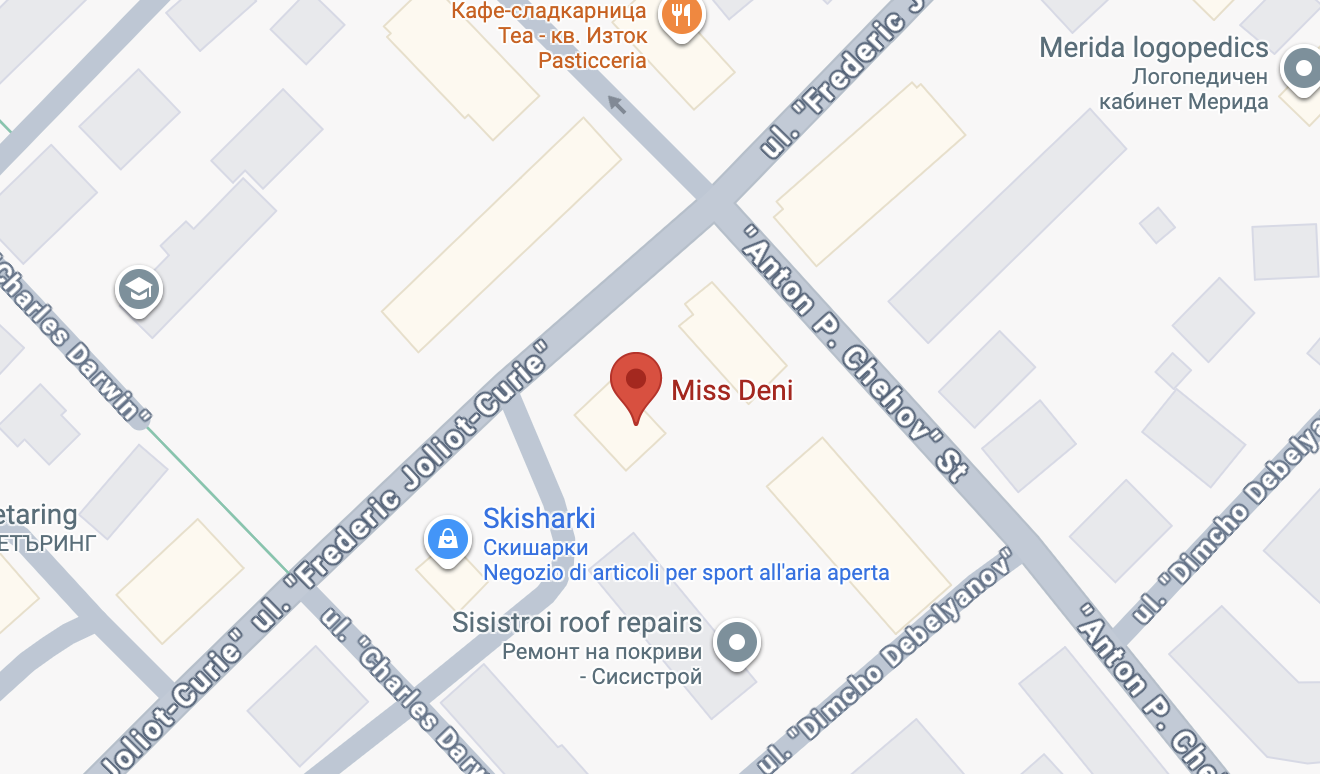 Кафе-сладкарница
Теа - кв. Изток
Pasticceria
ul. "Frederic J
Merida logopedics
Логопедичен
кабинет Мерида
"Anton P. Chehov" St
Charles Darwin"
ul. "Frederic Joliot-Curie"
Miss Deni
etaring
ЕТЪРИНГ
Skisharki
Скишарки
Negozio di articoli per sport all'aria aperta
Sisistroi roof repairs
Ремонт на покриви
- Сисистрой
Joliot-Curie"
ul. "Charles Darw
ul. "Dimcho Debelyanov"
ul. "Dimcho Debelya
"Anton P. Che